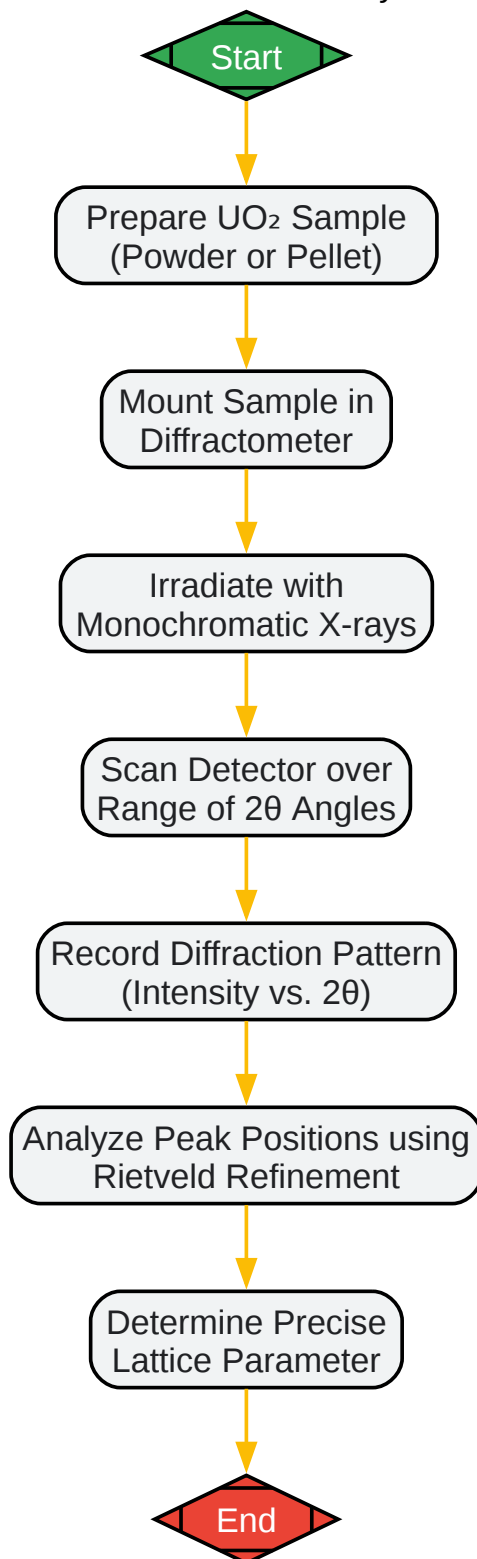 Start
Prepare UO₂ Sample
(Powder or Pellet)
Mount Sample in
Diffractometer
Irradiate with
Monochromatic X-rays
Scan Detector over
Range of 2θ Angles
Record Diffraction Pattern
(Intensity vs. 2θ)
Analyze Peak Positions using
Rietveld Refinement
Determine Precise
Lattice Parameter
End